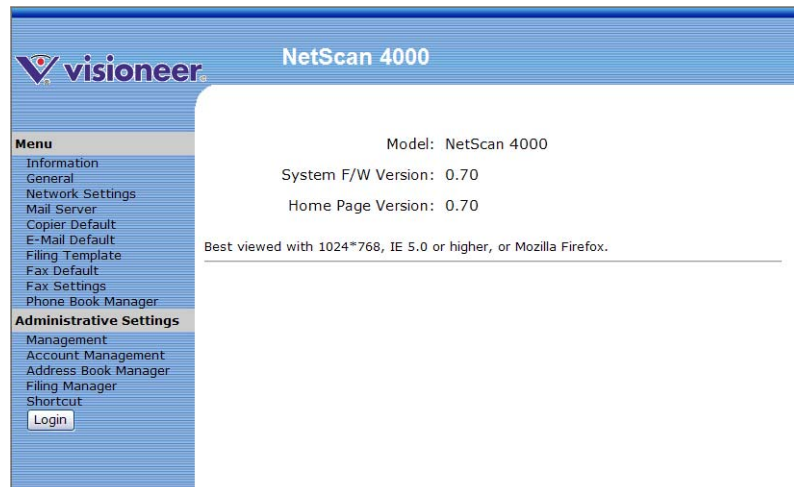 visioneer®
NetScan 4000
Menu
Information
General
Network Settings
Mail Server
Copier Default
E-Mail Default
Filing Template
Fax Default
Fax Settings
Phone Book Manager
Administrative Settings
Management
Account Management
Address Book Manager
Filing Manager
Shortcut
Login
Model: NetScan 4000
System F/W Version: 0.70
Home Page Version: 0.70
Best viewed with 1024*768, IE 5.0 or higher, or Mozilla Firefox.